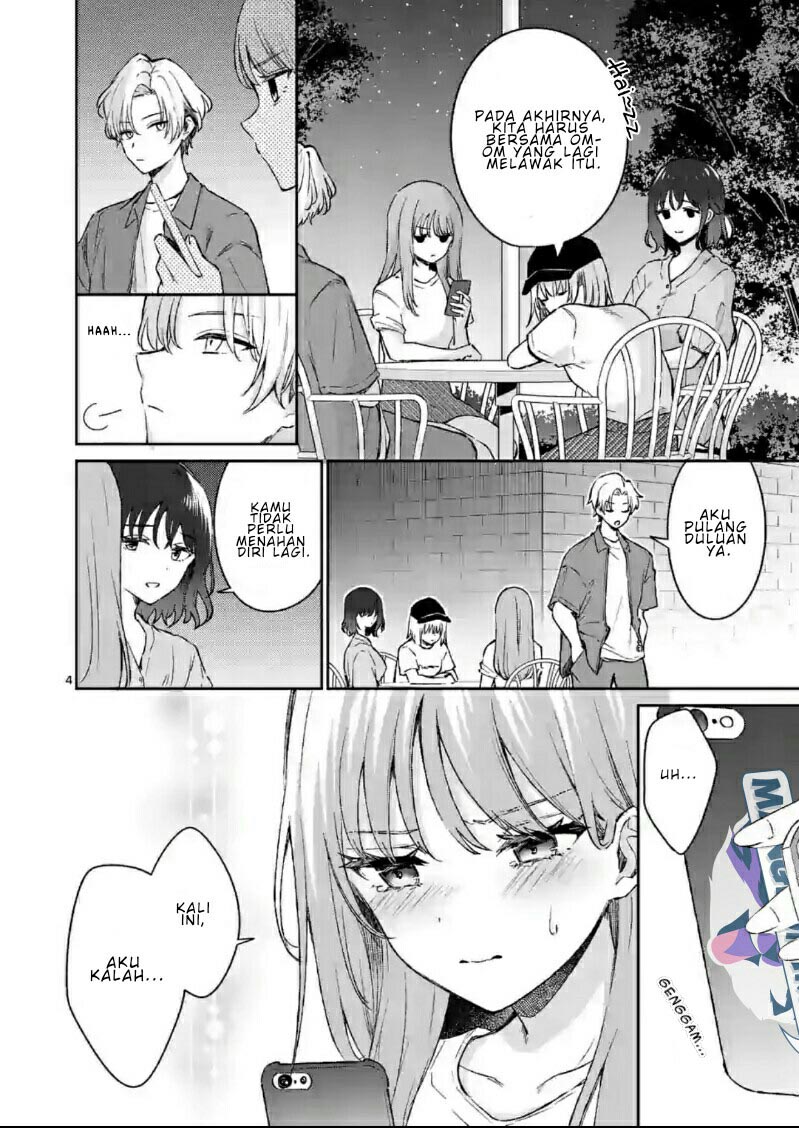 Hai~zz
PADA AKHIRNYA,
KITA HARUS
BERSAMA OM-
OM YANG LAGI
MELAWAK ITU.
HAAH...
AKU
PULANG
DULUAN
YA.
KAMU
TIDAK
PERLU
MENAHAN
DIRI LAGI.
4
UH...
GENGGAM...
KALI
INI,
AKU
KALAH...